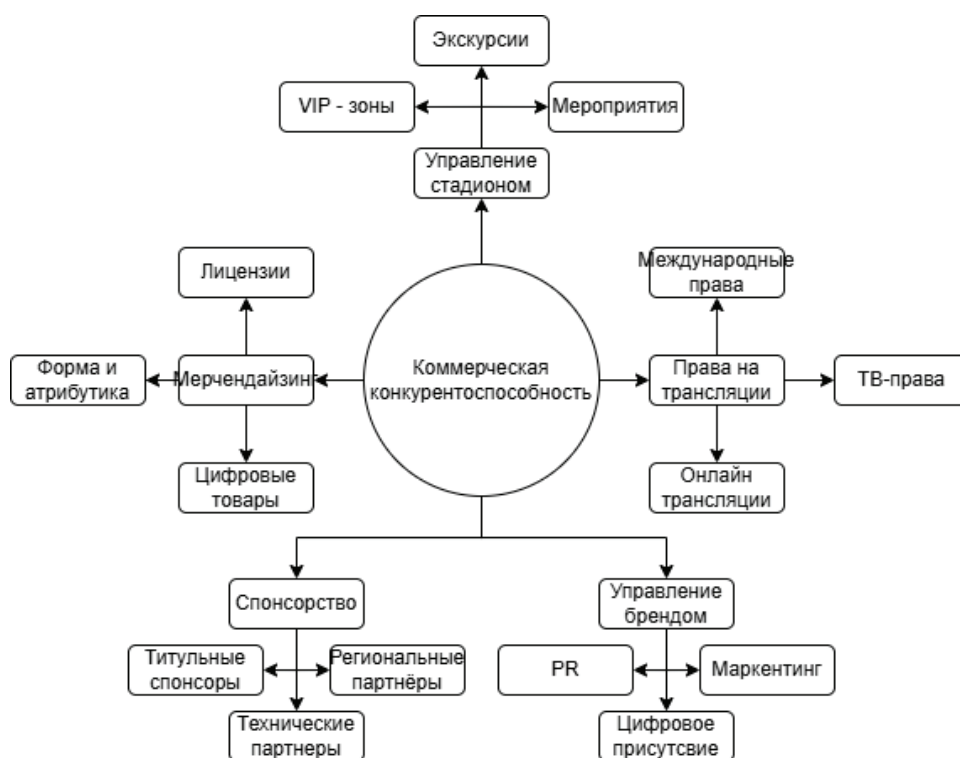 Экскурсии
VIP - зоны
Мероприятия
Управление
стадионом
Лицензии
Международные
права
Форма и
атрибутика
Мерчендайзинг
Коммерческая
конкурентоспособность
Права на
трансляции
ТВ-права
Цифровые
товары
Онлайн
трансляции
Спонсорство
Управление
брендом
Титульные
спонсоры
Региональные
партнёры
PR
Маркентинг
Технические
партнеры
Цифровое
присутсвие